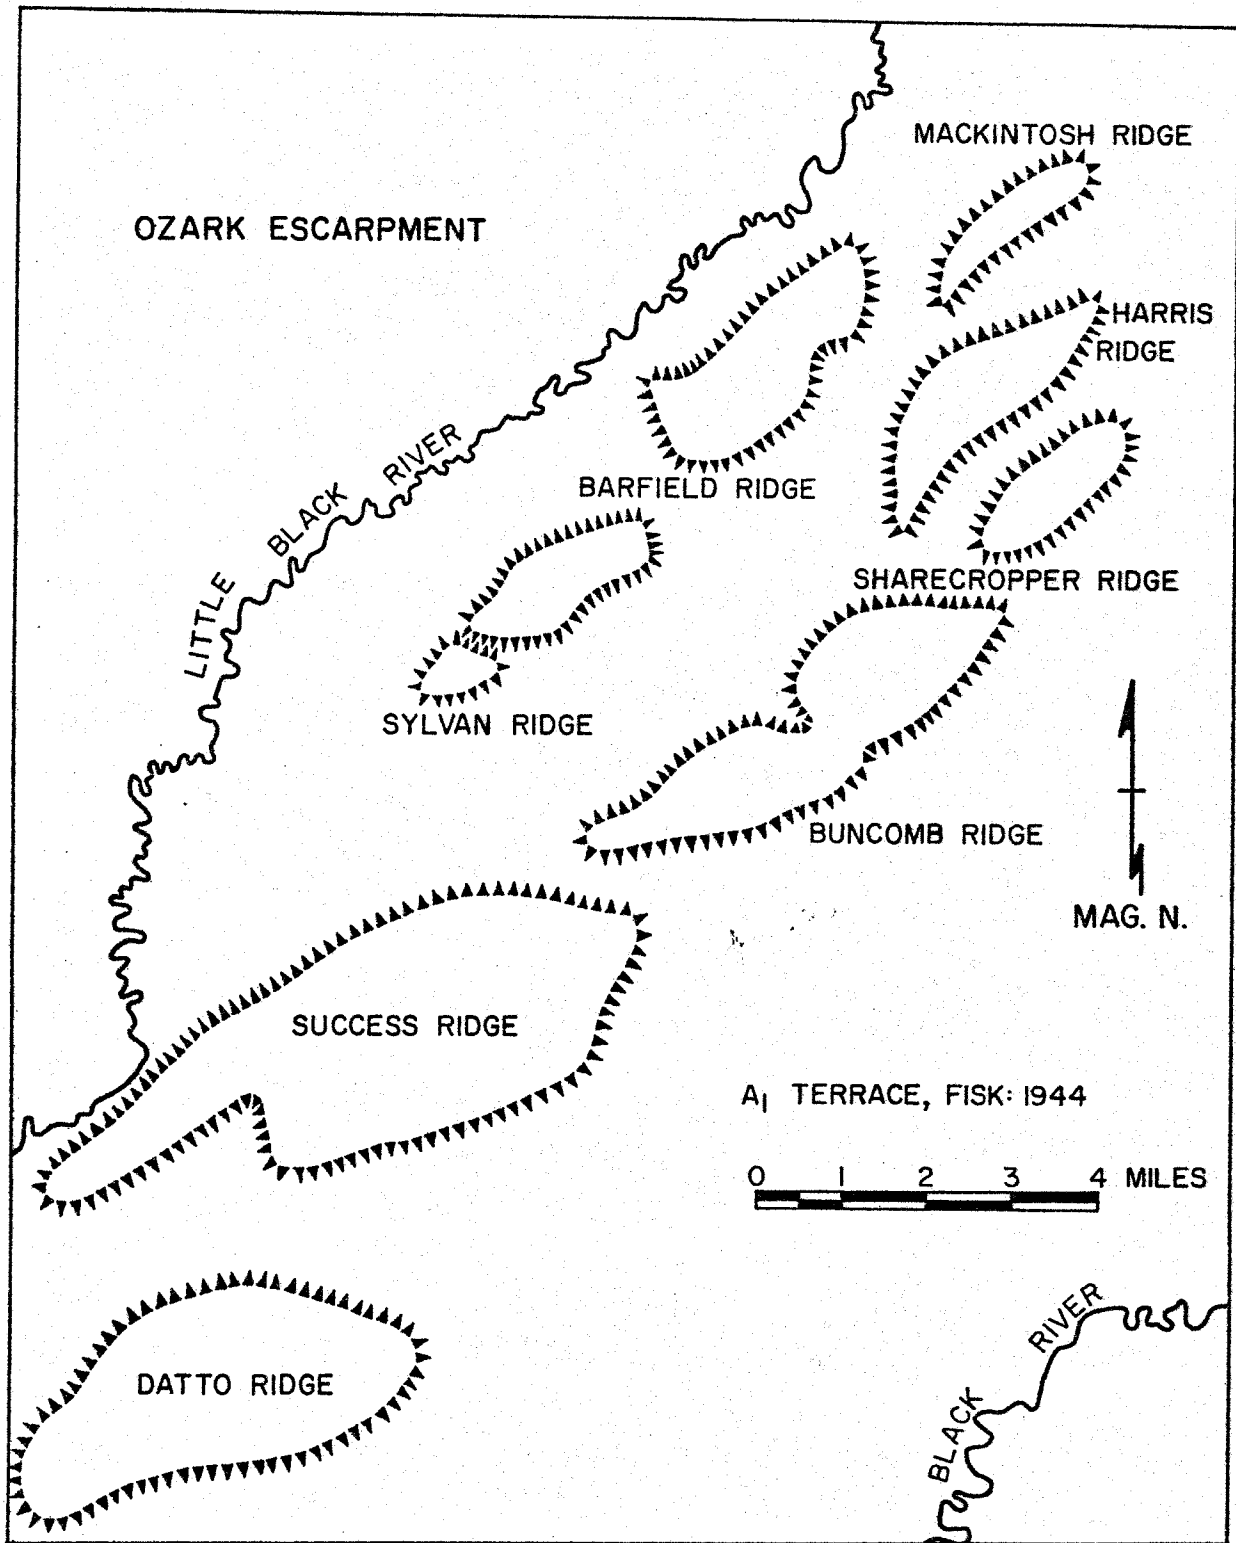 MACKINTOSH RIDGE
OZARK ESCARPMENT
HARRIS
RIDGE
LITTLE BLACK RIVER
BARFIELD RIDGE
SHARECROPPER RIDGE
SYLVAN RIDGE
BUNCOMB RIDGE
MAG. N.
SUCCESS RIDGE
A₁ TERRACE, FISK: 1944
0 1 2 3 4 MILES
BLACK RIVER
DATTO RIDGE